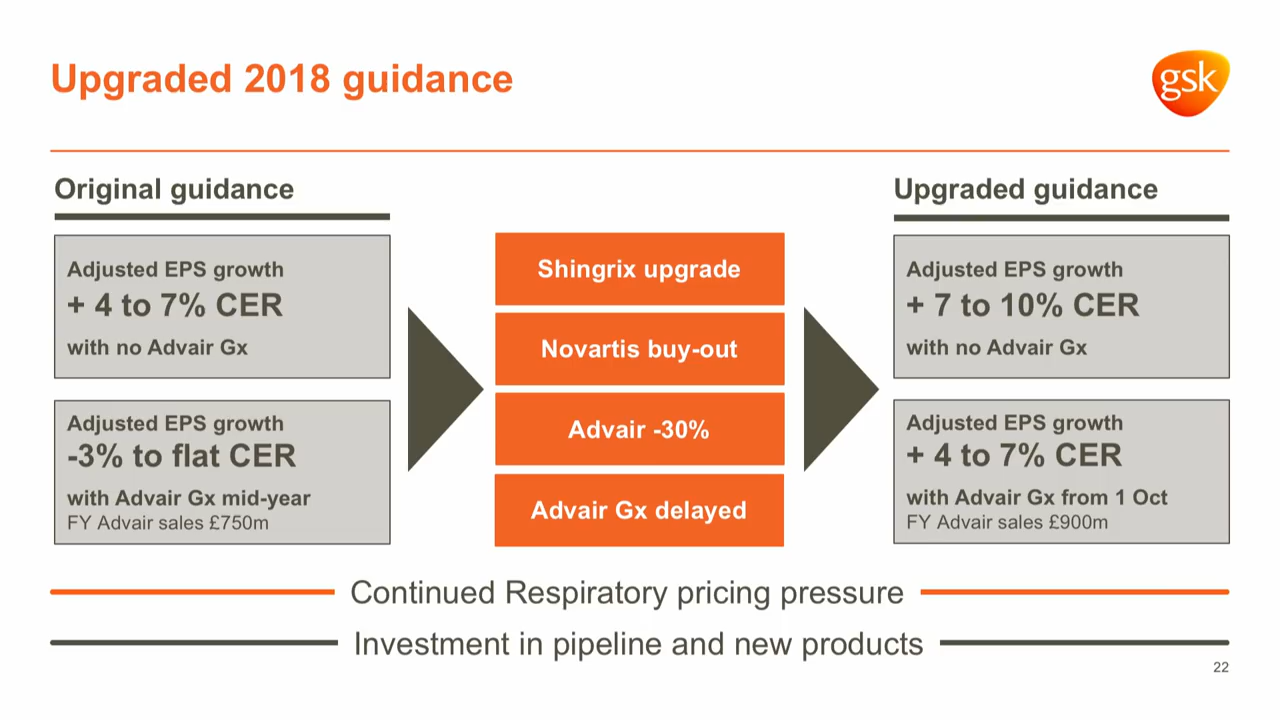 Upgraded 2018 guidance
gsk
Original guidance
Adjusted EPS growth
+ 4 to 7% CER
with no Advair Gx
Adjusted EPS growth
-3% to flat CER
with Advair Gx mid-year
FY Advair sales £750m
Shingrix upgrade
Novartis buy-out
Advair -30%
Advair Gx delayed
Upgraded guidance
Adjusted EPS growth
+ 7 to 10% CER
with no Advair Gx
Adjusted EPS growth
+ 4 to 7% CER
with Advair Gx from 1 Oct
FY Advair sales £900m
Continued Respiratory pricing pressure
Investment in pipeline and new products
22